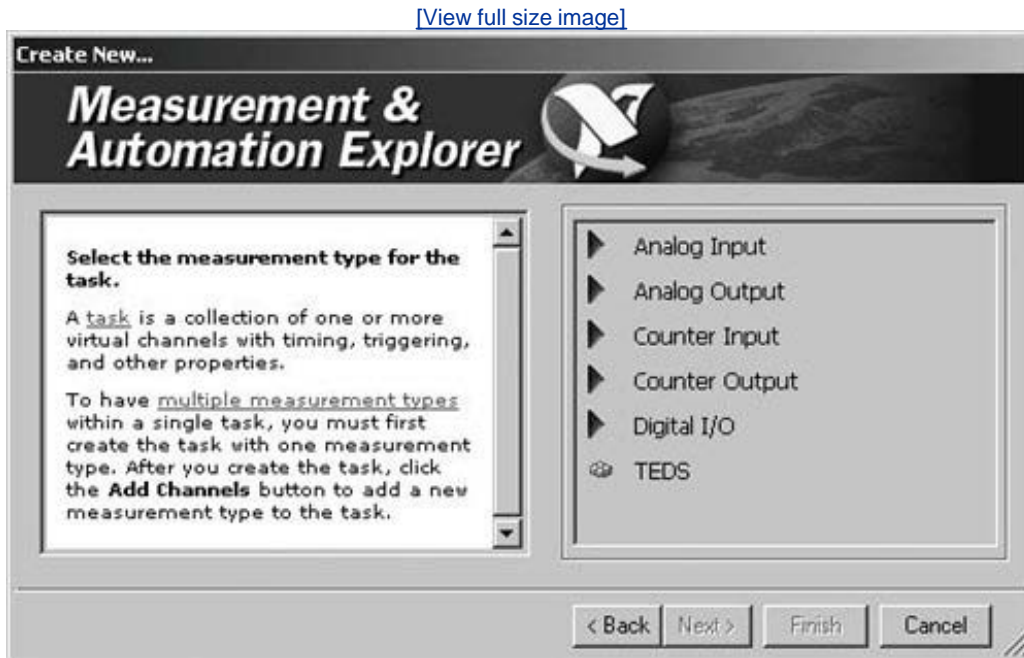 [View full size image]
Create New...
Measurement &
Automation Explorer
Select the measurement type for the
task.
A task is a collection of one or more
virtual channels with timing, triggering,
and other properties.
To have multiple measurement types
within a single task, you must first
create the task with one measurement
type. After you create the task, click
the Add Channels button to add a new
measurement type to the task.
Analog Input
Analog Output
Counter Input
Counter Output
Digital I/O
TEDS
< Back
Next >
Finish
Cancel